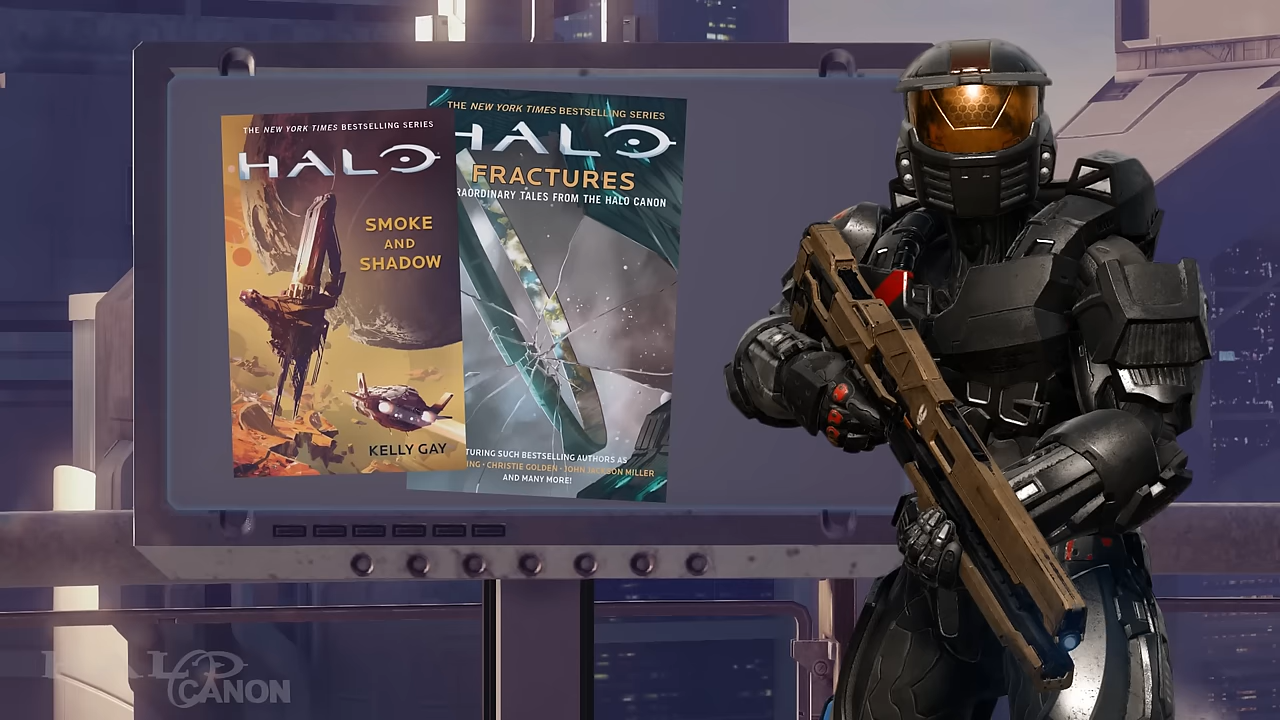 THE NEW YORK TIMES BESTSELLING SERIES
HALO
SMOKE
AND
SHADOW
KELLY GAY
THE NEW YORK TIMES BESTSELLING SERIES
HALO
FRACTURES
RAORDINARY TALES FROM THE HALO CANON
TURING SUCH BESTSELLING AUTHORS AS
ING · CHRISTIE GOLDEN · JOHN JACKSON MILLER
AND MANY MORE!
HALO
CANON